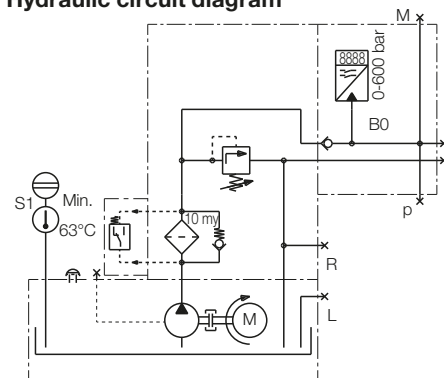 Hydraulic circuit diagram
M
8888
0-600 bar
B0
p
S1
Min.
63°C
10 my
R
L
M